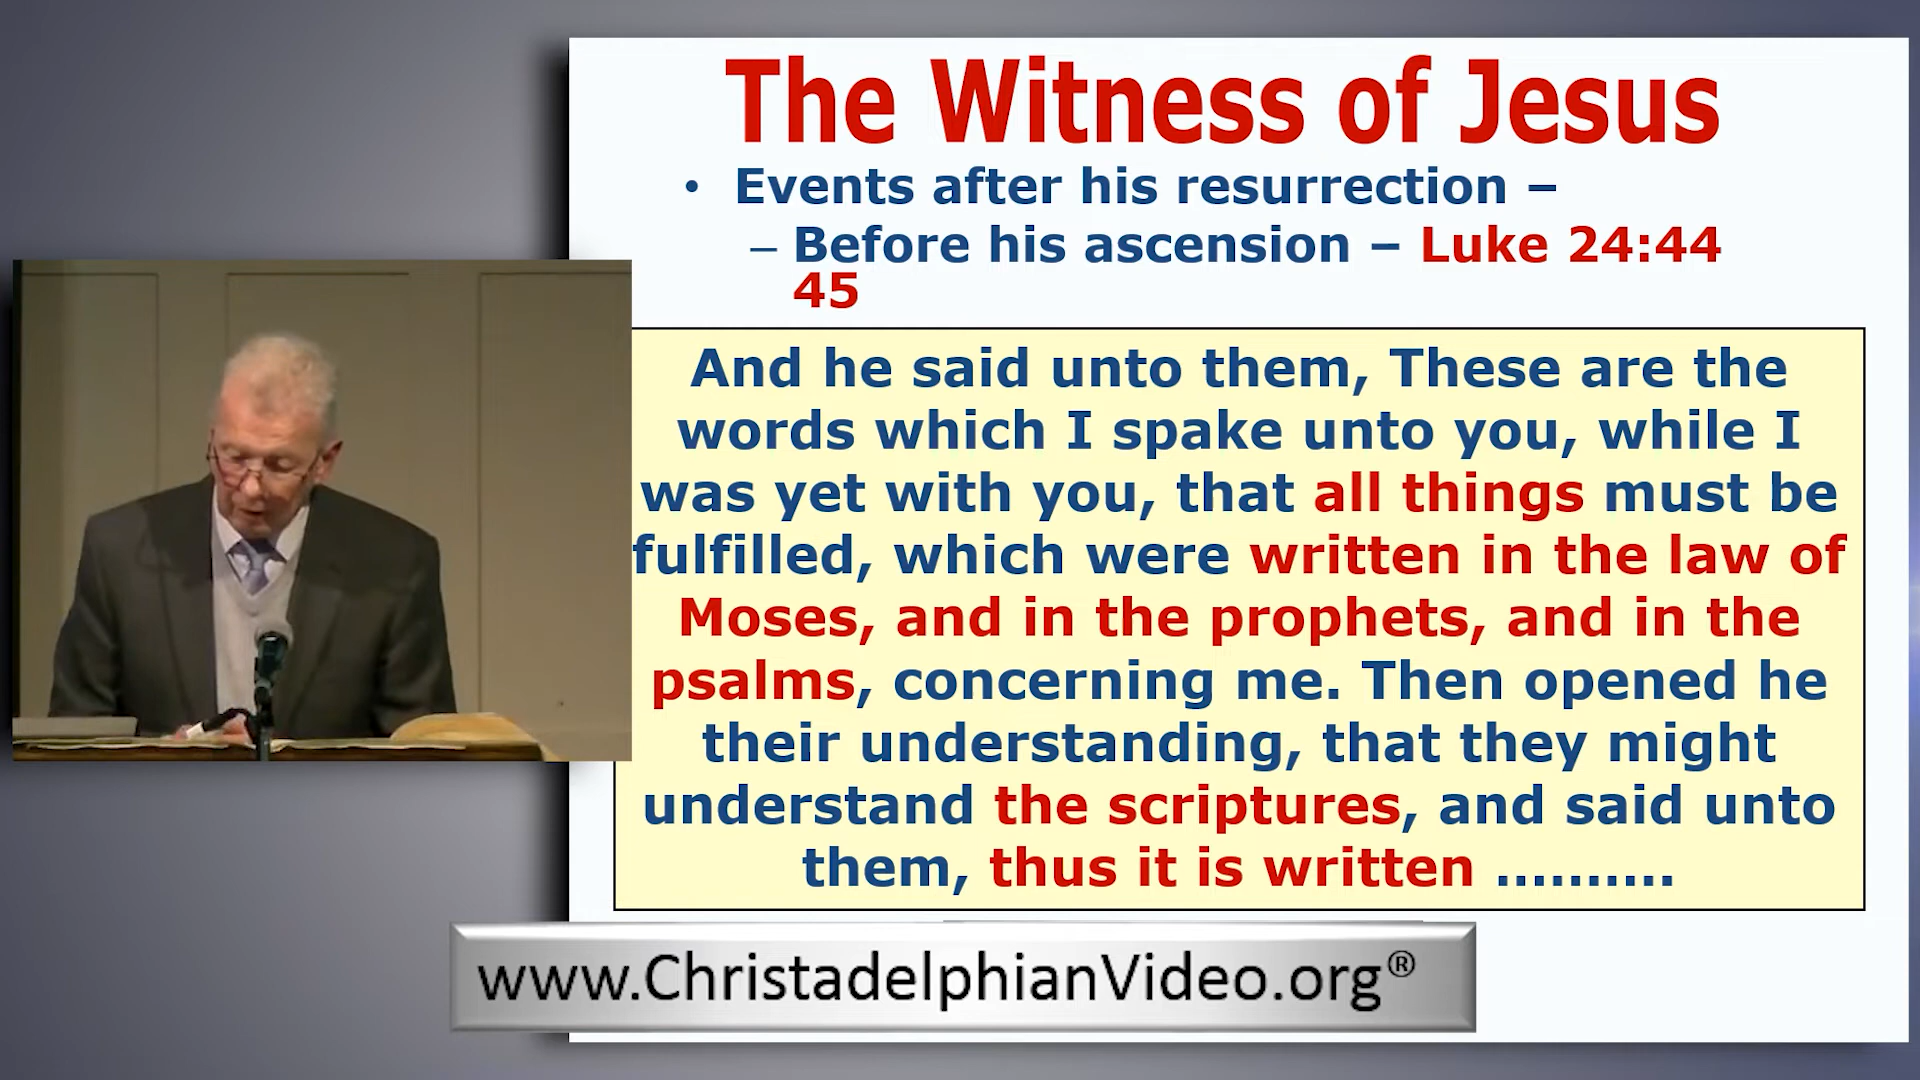 The Witness of Jesus
• Events after his resurrection –
– Before his ascension – Luke 24:44
45
And he said unto them, These are the
words which I spake unto you, while I
was yet with you, that all things must be
fulfilled, which were written in the law of
Moses, and in the prophets, and in the
psalms, concerning me. Then opened he
their understanding, that they might
understand the scriptures, and said unto
them, thus it is written ..........
www.ChristadelphianVideo.org®